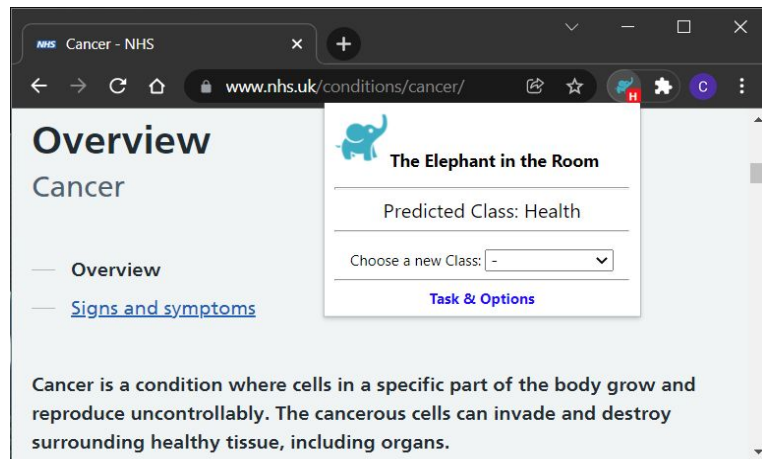 NHS Cancer - NHS
www.nhs.uk/conditions/cancer/
H
C
Overview
Cancer
The Elephant in the Room
Predicted Class: Health
Choose a new Class: -
Task & Options
— Overview
— Signs and symptoms
Cancer is a condition where cells in a specific part of the body grow and
reproduce uncontrollably. The cancerous cells can invade and destroy
surrounding healthy tissue, including organs.